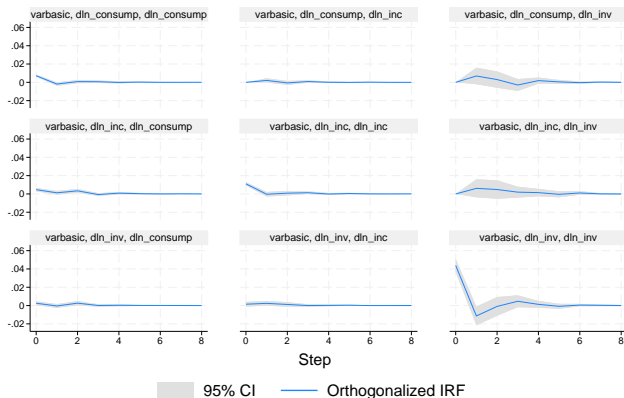 varbasic, dln_consump, dln_consump
varbasic, dln_consump, dln_inc
varbasic, dln_consump, dln_inv
.06
.04
.02
0
-.02
varbasic, dln_inc, dln_consump
varbasic, dln_inc, dln_inc
varbasic, dln_inc, dln_inv
.06
.04
.02
0
-.02
varbasic, dln_inv, dln_consump
varbasic, dln_inv, dln_inc
varbasic, dln_inv, dln_inv
.06
.04
.02
0
-.02
0 2 4 6 8
0 2 4 6 8
0 2 4 6 8
Step
95% CI
Orthogonalized IRF